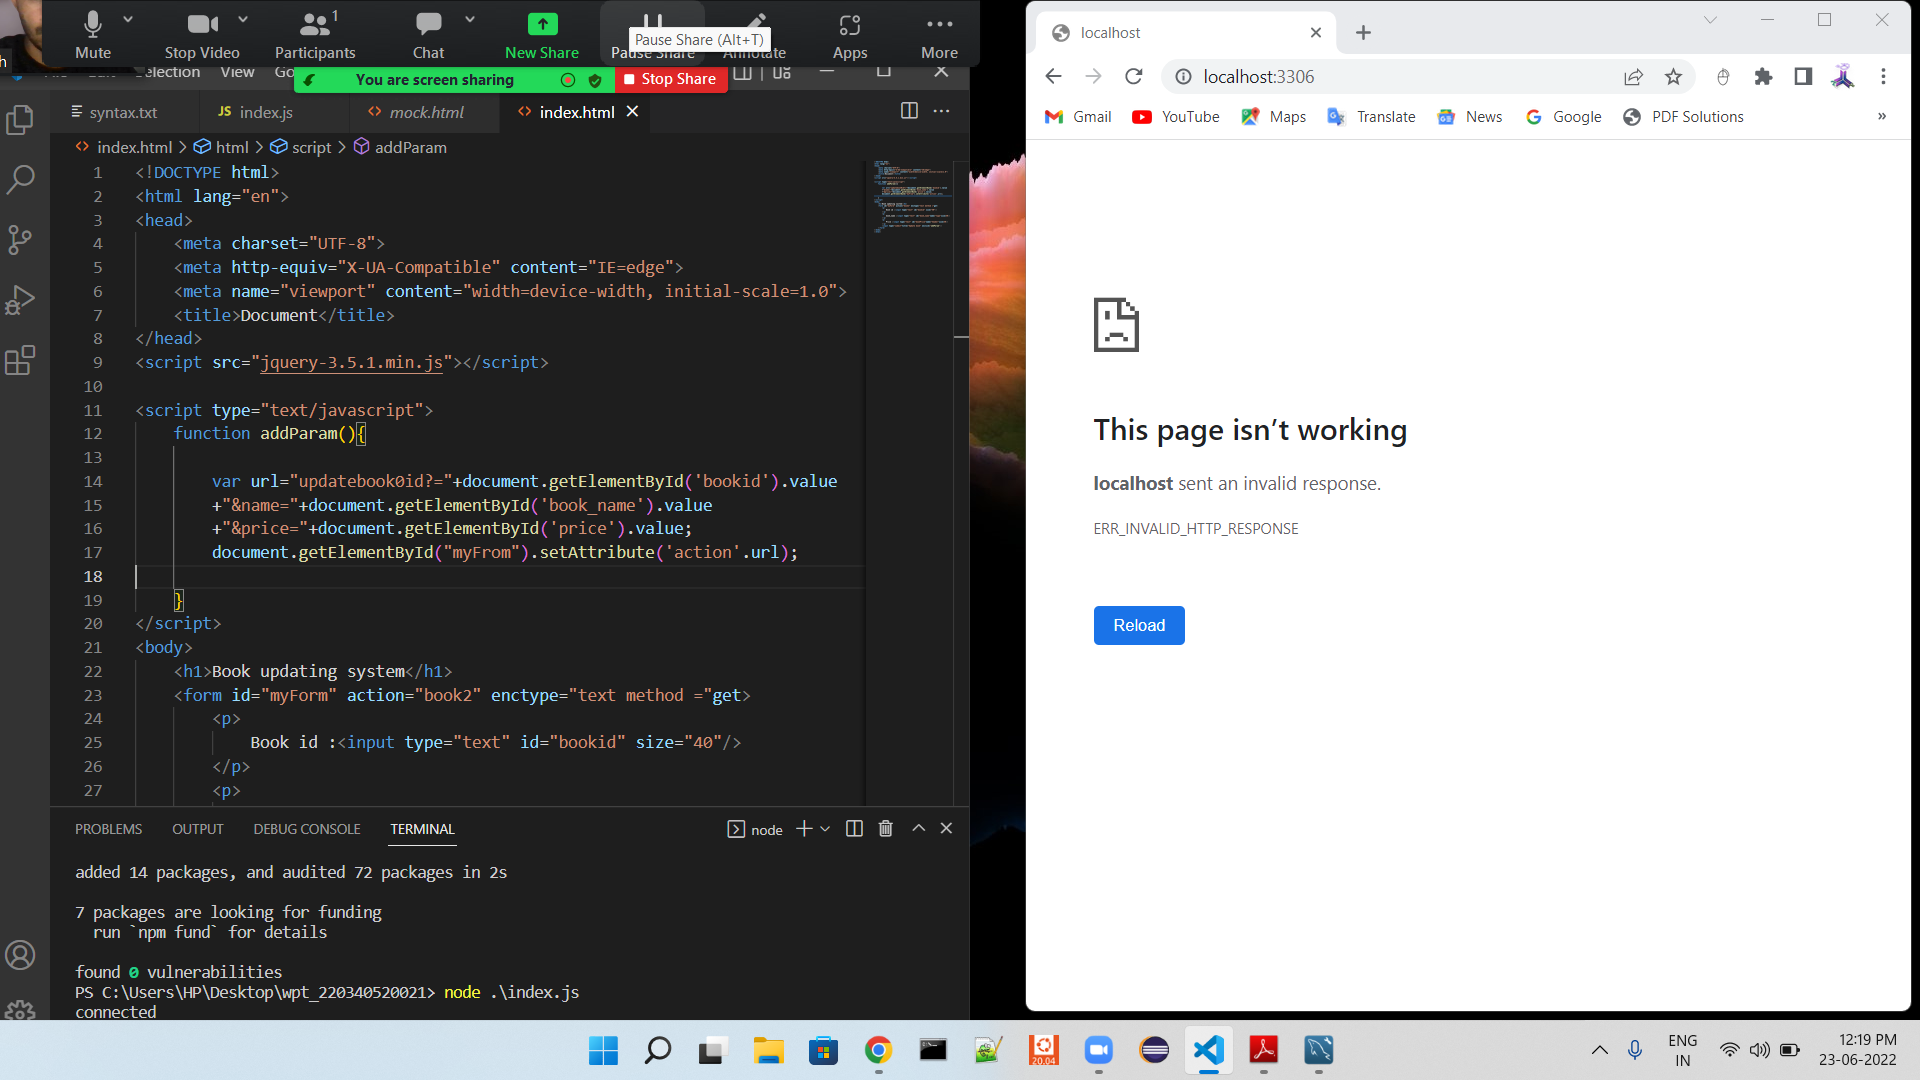 Mute
Stop Video
Participants
1
Chat
New Share
Pause Share
Annotate
Apps
More
Pause Share (Alt+T)
h
election View Go
You are screen sharing
Stop Share
syntax.txt
JS index.js
mock.html
index.html
index.html > html > script > addParam
1 <!DOCTYPE html>
2 <html lang="en">
3 <head>
4 <meta charset="UTF-8">
5 <meta http-equiv="X-UA-Compatible" content="IE=edge">
6 <meta name="viewport" content="width=device-width, initial-scale=1.0">
7 <title>Document</title>
8 </head>
9 <script src="jquery-3.5.1.min.js"></script>
10
11 <script type="text/javascript">
12 function addParam(){
13
14 var url="updatebook0id?="+document.getElementById('bookid').value
15 +"&name="+document.getElementById('book_name').value
16 +"&price="+document.getElementById('price').value;
17 document.getElementById("myFrom").setAttribute('action'.url);
18
19 }
20 </script>
21 <body>
22 <h1>Book updating system</h1>
23 <form id="myForm" action="book2" enctype="text method ="get>
24 <p>
25 Book id :<input type="text" id="bookid" size="40"/>
26 </p>
27 <p>
PROBLEMS OUTPUT DEBUG CONSOLE TERMINAL
node
added 14 packages, and audited 72 packages in 2s
7 packages are looking for funding
run `npm fund` for details
found 0 vulnerabilities
PS C:\Users\HP\Desktop\wpt_220340520021> node .\index.js
connected
localhost
localhost:3306
Gmail
YouTube
Maps
Translate
News
Google
PDF Solutions
»
This page isn’t working
localhost sent an invalid response.
ERR_INVALID_HTTP_RESPONSE
Reload
20.04
ENG
IN
12:19 PM
23-06-2022